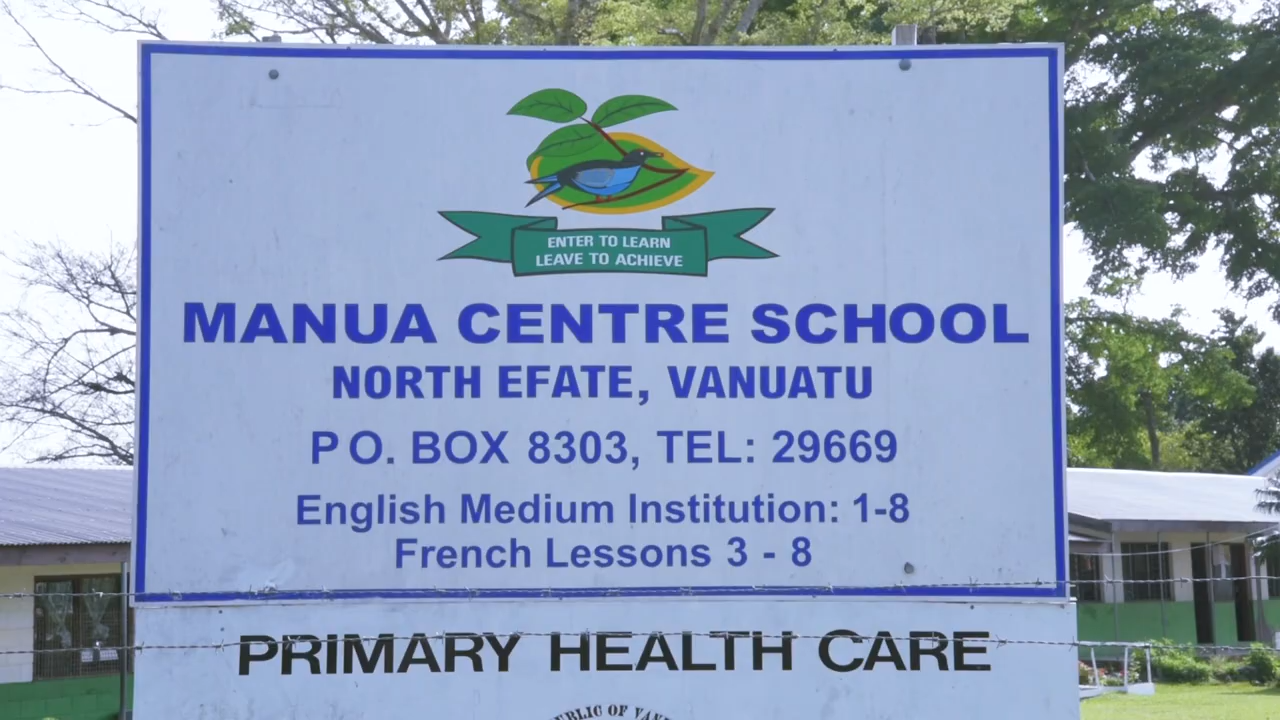 ENTER TO LEARN
LEAVE TO ACHIEVE
MANUA CENTRE SCHOOL
NORTH EFATE, VANUATU
P O. BOX 8303, TEL: 29669
English Medium Institution: 1-8
French Lessons 3 - 8
PRIMARY HEALTH CARE
OF